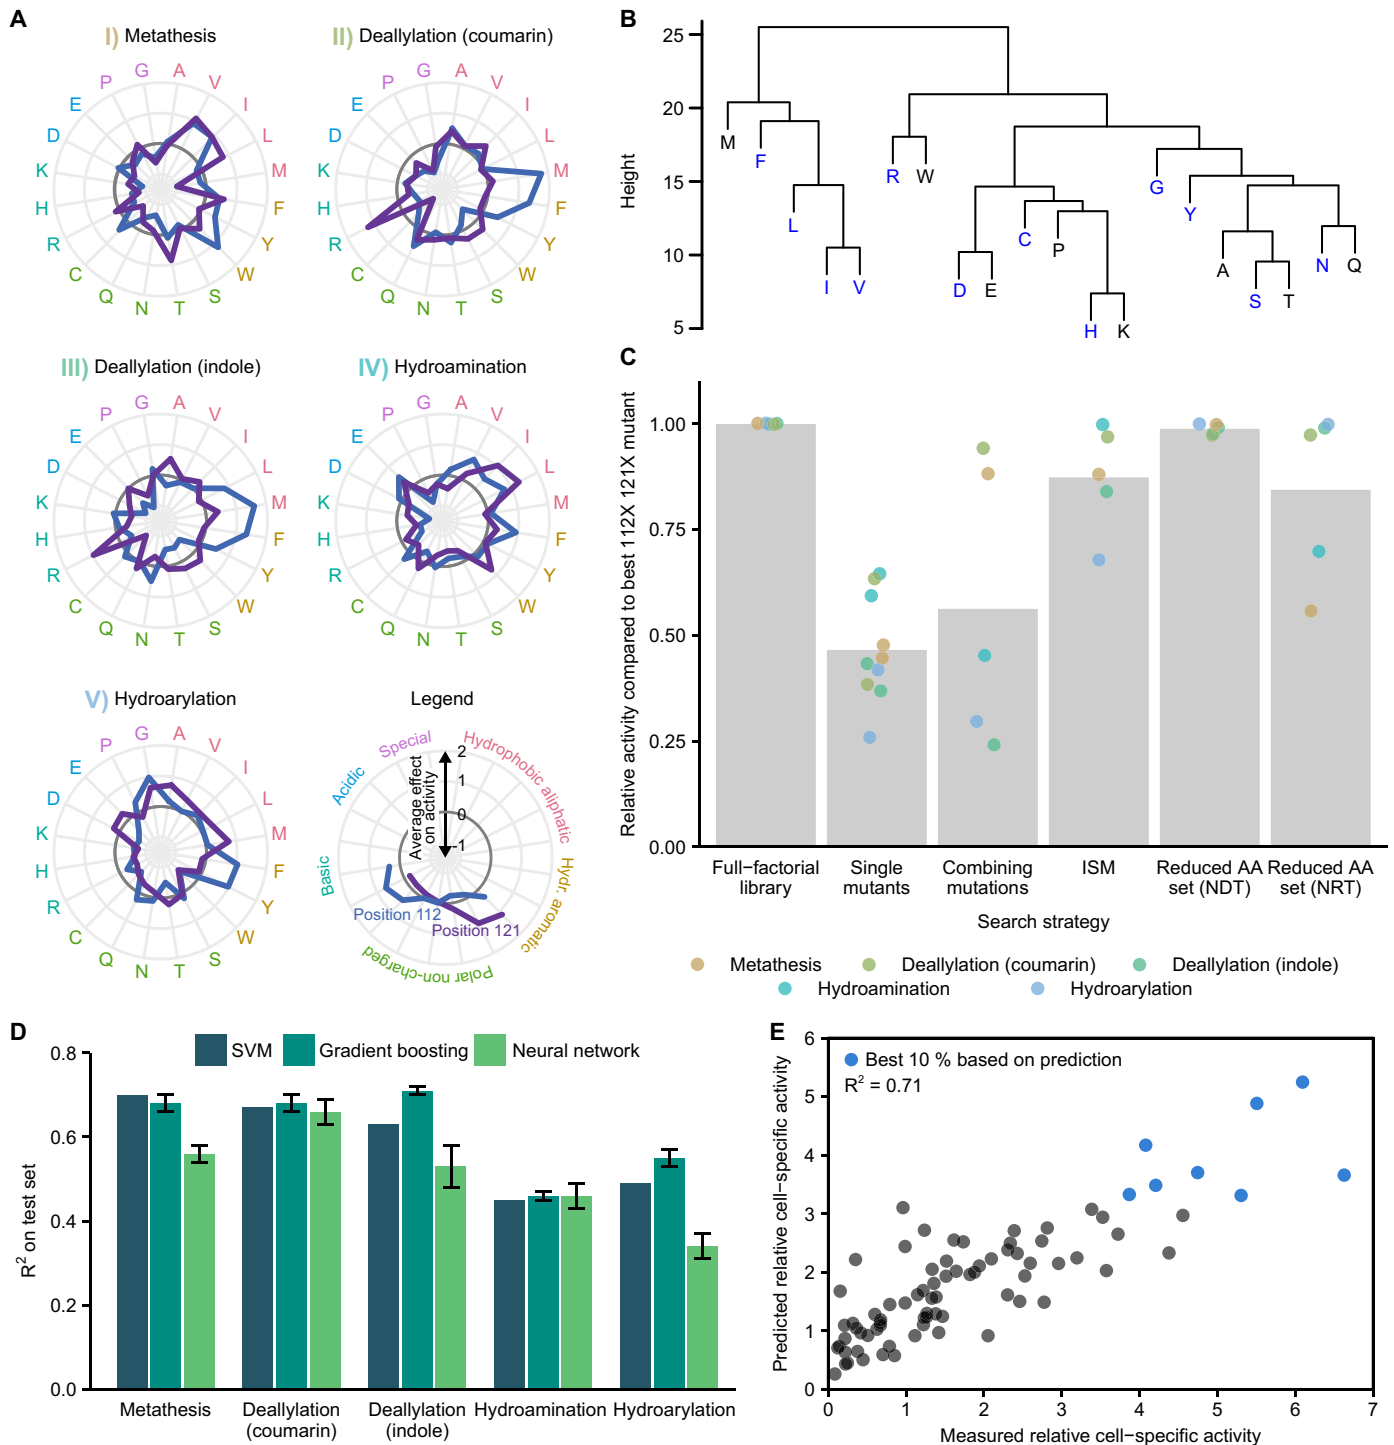 A
I) Metathesis
G A V I L M F Y W S T N Q C R H K D E P
II) Deallylation (coumarin)
G A V I L M F Y W S T N Q C R H K D E P
III) Deallylation (indole)
G A V I L M F Y W S T N Q C R H K D E P
IV) Hydroamination
G A V I L M F Y W S T N Q C R H K D E P
V) Hydroarylation
G A V I L M F Y W S T N Q C R H K D E P
Legend
Special
Hydrophobic aliphatic
Hydr. aromatic
Polar non-charged
Basic
Acidic
Average effect
on activity
2
1
0
-1
Position 112
Position 121
B
Height
25
20
15
10
5
M
F
L
I
V
R
W
D
E
C
P
H
K
G
Y
A
S
T
N
Q
C
Relative activity compared to best 112X 121X mutant
1.00
0.75
0.50
0.25
0.00
Full−factorial
library
Single
mutants
Combining
mutations
ISM
Reduced AA
set (NDT)
Reduced AA
set (NRT)
Search strategy
Metathesis
Deallylation (coumarin)
Deallylation (indole)
Hydroamination
Hydroarylation
D
SVM
Gradient boosting
Neural network
R² on test set
0.8
0.6
0.4
0.2
0.0
Metathesis
Deallylation
(coumarin)
Deallylation
(indole)
Hydroamination
Hydroarylation
E
Best 10 % based on prediction
R² = 0.71
Predicted relative cell−specific activity
6
5
4
3
2
1
0
0 1 2 3 4 5 6 7
Measured relative cell−specific activity